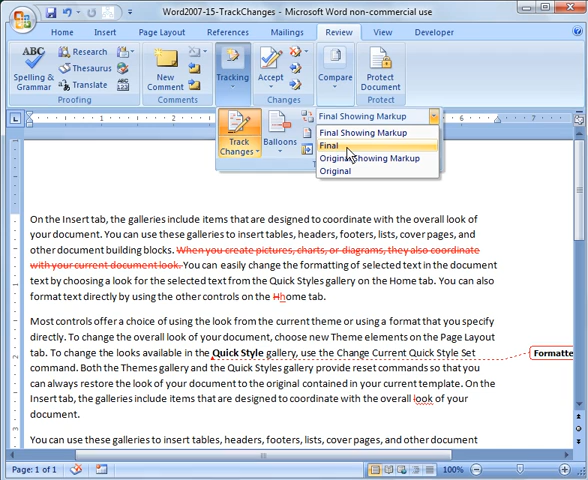 Word2007-15-TrackChanges - Microsoft Word non-commercial use
Home Insert Page Layout References Mailings Review View Developer
ABC
Spelling & Grammar
Research
Thesaurus
Translate
Proofing
New Comment
Comments
Tracking
Accept
Changes
Compare
Protect Document
Protect
Track Changes
Balloons
Final Showing Markup
Final Showing Markup
Final
Original Showing Markup
Original
On the Insert tab, the galleries include items that are designed to coordinate with the overall look of
your document. You can use these galleries to insert tables, headers, footers, lists, cover pages, and
other document building blocks. When you create pictures, charts, or diagrams, they also coordinate
with your current document look. You can easily change the formatting of selected text in the document
text by choosing a look for the selected text from the Quick Styles gallery on the Home tab. You can also
format text directly by using the other controls on the Hhome tab.
Most controls offer a choice of using the look from the current theme or using a format that you specify
directly. To change the overall look of your document, choose new Theme elements on the Page Layout
tab. To change the looks available in the Quick Style gallery, use the Change Current Quick Style Set
Formatte
command. Both the Themes gallery and the Quick Styles gallery provide reset commands so that you
can always restore the look of your document to the original contained in your current template. On the
Insert tab, the galleries include items that are designed to coordinate with the overall look of your
document.
You can use these galleries to insert tables, headers, footers, lists, cover pages, and other document
Page: 1 of 1
100%